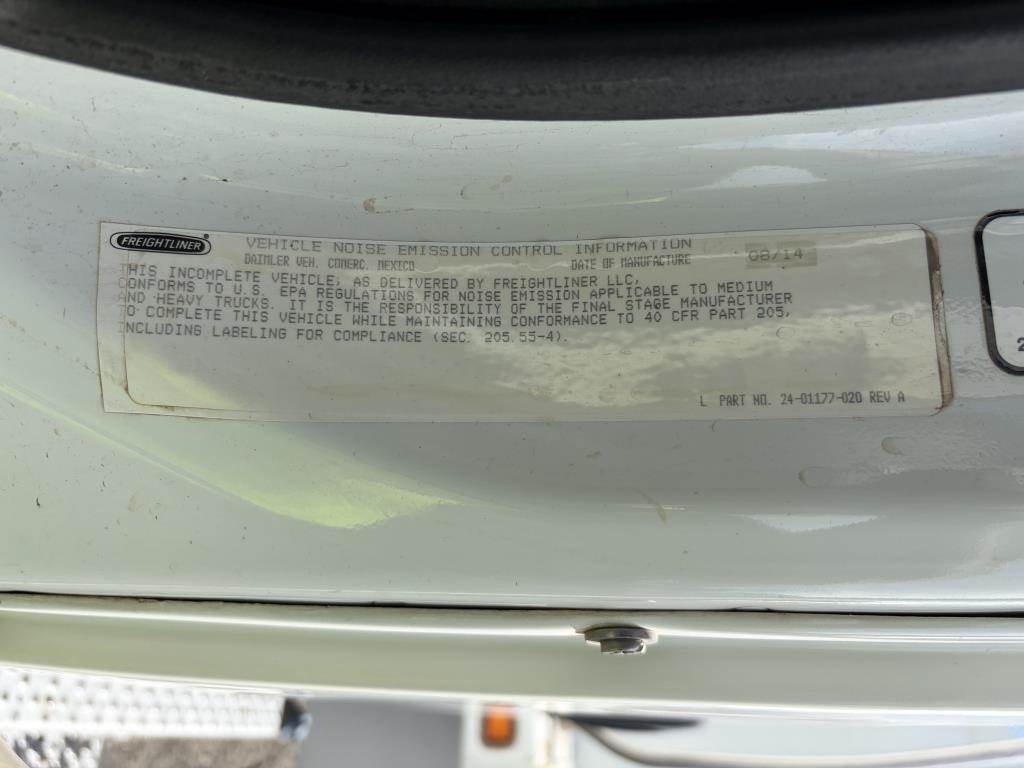 FREIGHTLINER
VEHICLE NOISE EMISSION CONTROL INFORMATION
DAIMLER VEH. COMERC. MEXICO DATE OF MANUFACTURE 08/14
THIS INCOMPLETE VEHICLE, AS DELIVERED BY FREIGHTLINER LLC,
CONFORMS TO U.S. EPA REGULATIONS FOR NOISE EMISSION APPLICABLE TO MEDIUM
AND HEAVY TRUCKS. IT IS THE RESPONSIBILITY OF THE FINAL STAGE MANUFACTURER
TO COMPLETE THIS VEHICLE WHILE MAINTAINING CONFORMANCE TO 40 CFR PART 205,
INCLUDING LABELING FOR COMPLIANCE (SEC. 205.55-4).
L PART NO. 24-01177-020 REV A
2